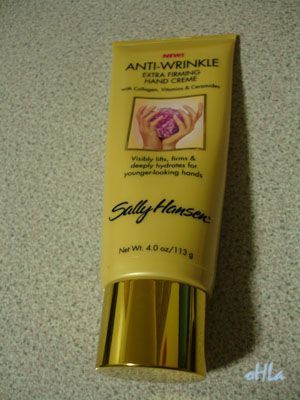 NEW!
ANTI-WRINKLE
EXTRA FIRMING
HAND CREME
with Collagen, Vitamins & Ceramides
Visibly lifts, firms &
deeply hydrates for
younger-looking hands
Sally Hansen
Net Wt. 4.0 oz/113 g
oHLa